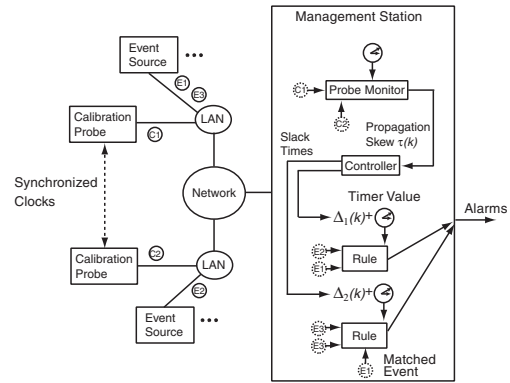 Management Station
Event
Source
...
E1
E3
LAN
Calibration
Probe
C1
Synchronized
Clocks
Network
Calibration
Probe
C2
LAN
E2
Event
Source
...
C1
Probe Monitor
C2
Propagation
Skew τ(k)
Slack
Times
Controller
Timer Value
Δ1(k)+
E2
E1
Rule
Alarms
Δ2(k)+
E3
E3
Rule
E1
Matched
Event